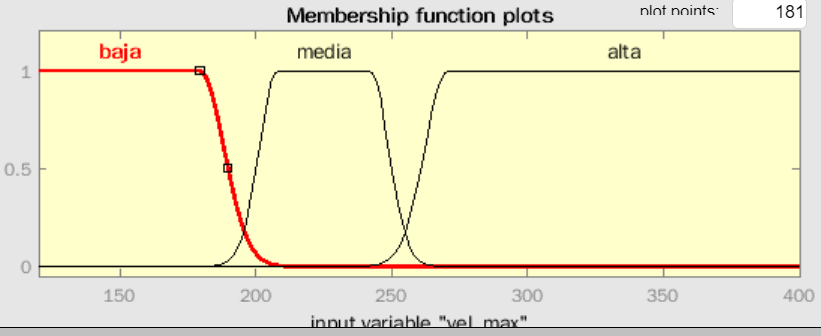 Membership function plots
plot points: 181
baja media alta
1
0.5
0
150 200 250 300 350 400
input variable "vel_max"